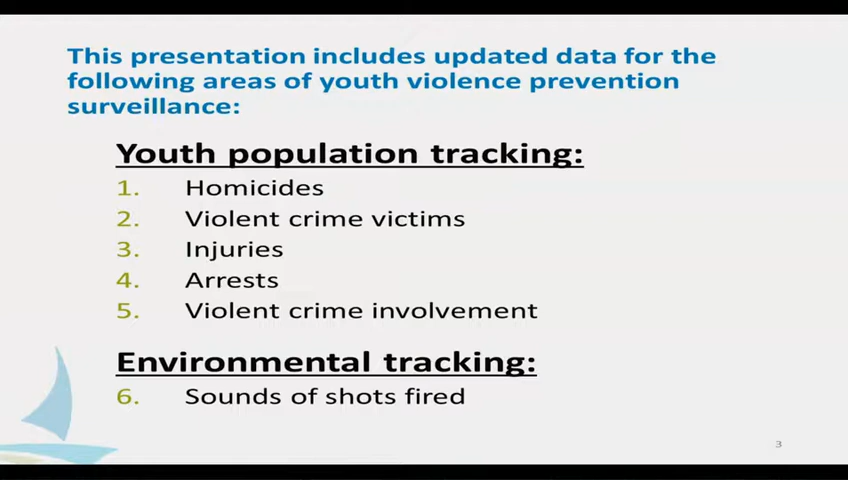 This presentation includes updated data for the
following areas of youth violence prevention
surveillance:
Youth population tracking:
1. Homicides
2. Violent crime victims
3. Injuries
4. Arrests
5. Violent crime involvement
Environmental tracking:
6. Sounds of shots fired
3